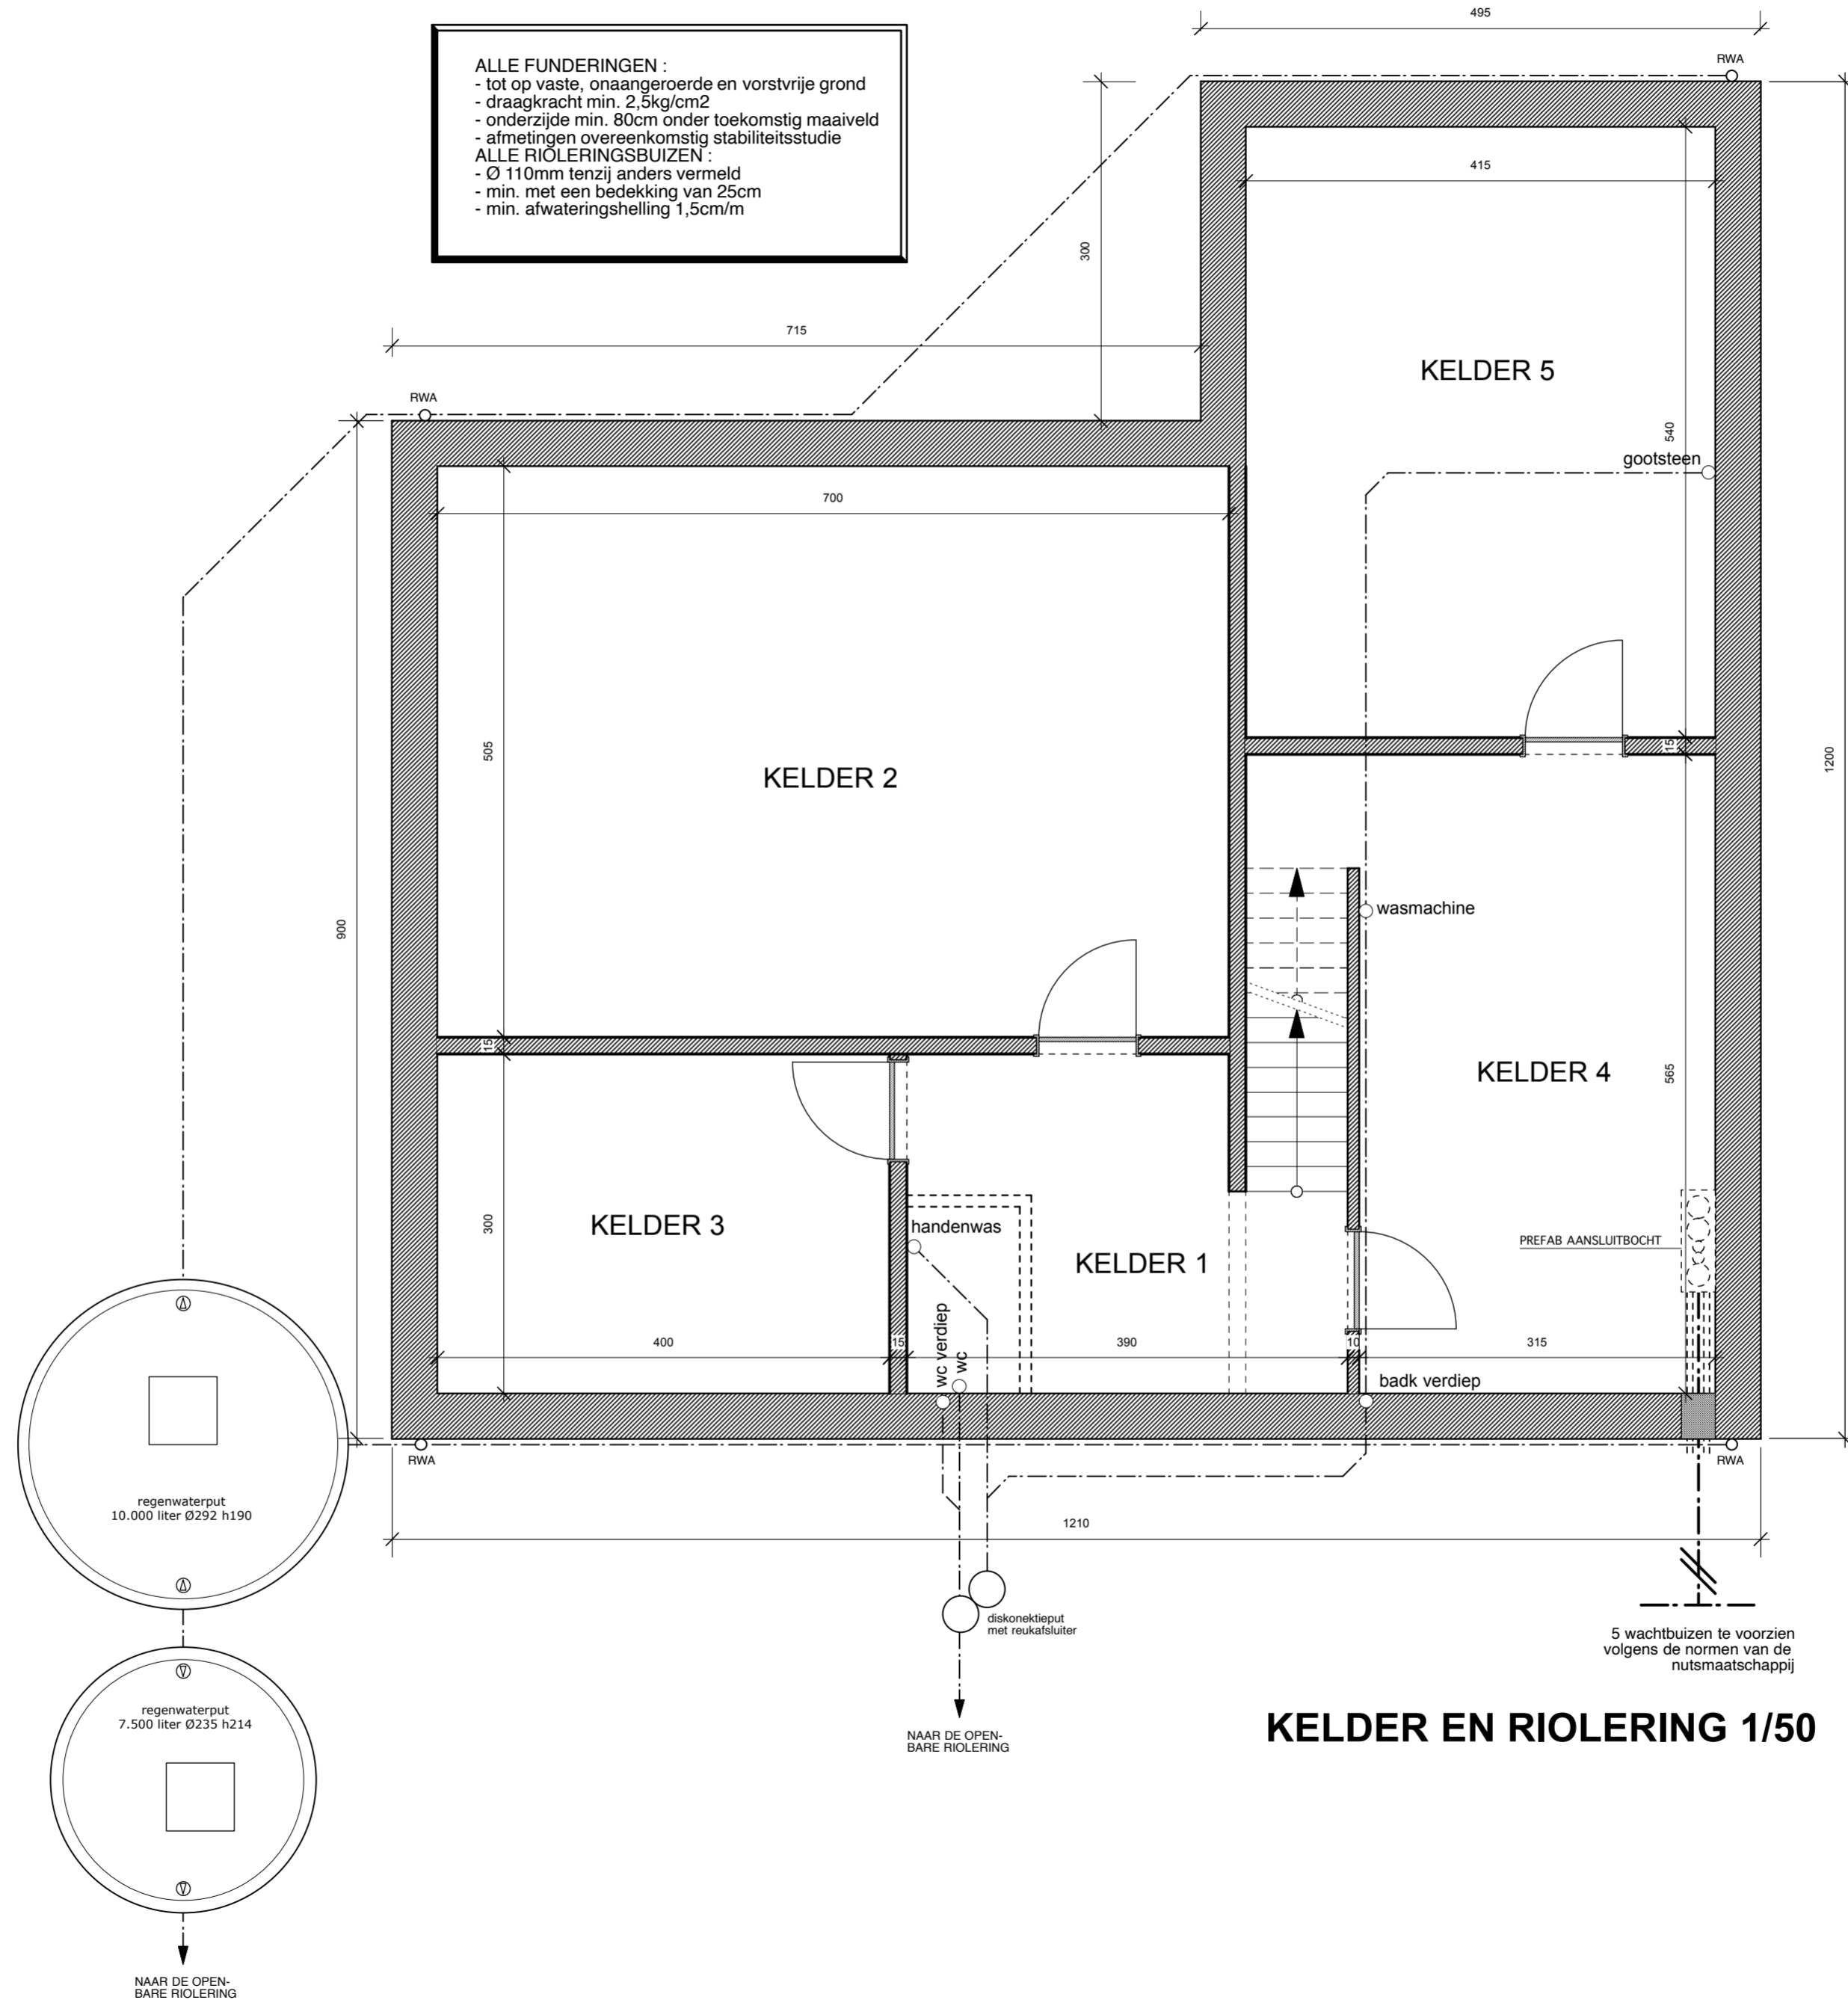 495
RWA
ALLE FUNDERINGEN :
- tot op vaste, onaangeroerde en vorstvrije grond
- draagkracht min. 2,5kg/cm2
- onderzijde min. 80cm onder toekomstig maaiveld
- afmetingen overeenkomstig stabiliteitsstudie
ALLE RIOLERINGSBUIZEN :
- Ø 110mm tenzij anders vermeld
- min. met een bedekking van 25cm
- min. afwateringshelling 1,5cm/m
415
300
715
KELDER 5
RWA
540
gootsteen
700
505
KELDER 2
15
1200
wasmachine
900
15
KELDER 4
565
300
KELDER 3
handenwas
KELDER 1
PREFAB AANSLUITBOCHT
400
15
wc verdiep
wc
390
10
315
badk verdiep
RWA
RWA
regenwaterput
10.000 liter Ø292 h190
1210
diskonektieput
met reukafsluiter
5 wachtbuizen te voorzien
volgens de normen van de
nutsmaatschappij
regenwaterput
7.500 liter Ø235 h214
NAAR DE OPEN-
BARE RIOLERING
KELDER EN RIOLERING 1/50
NAAR DE OPEN-
BARE RIOLERING